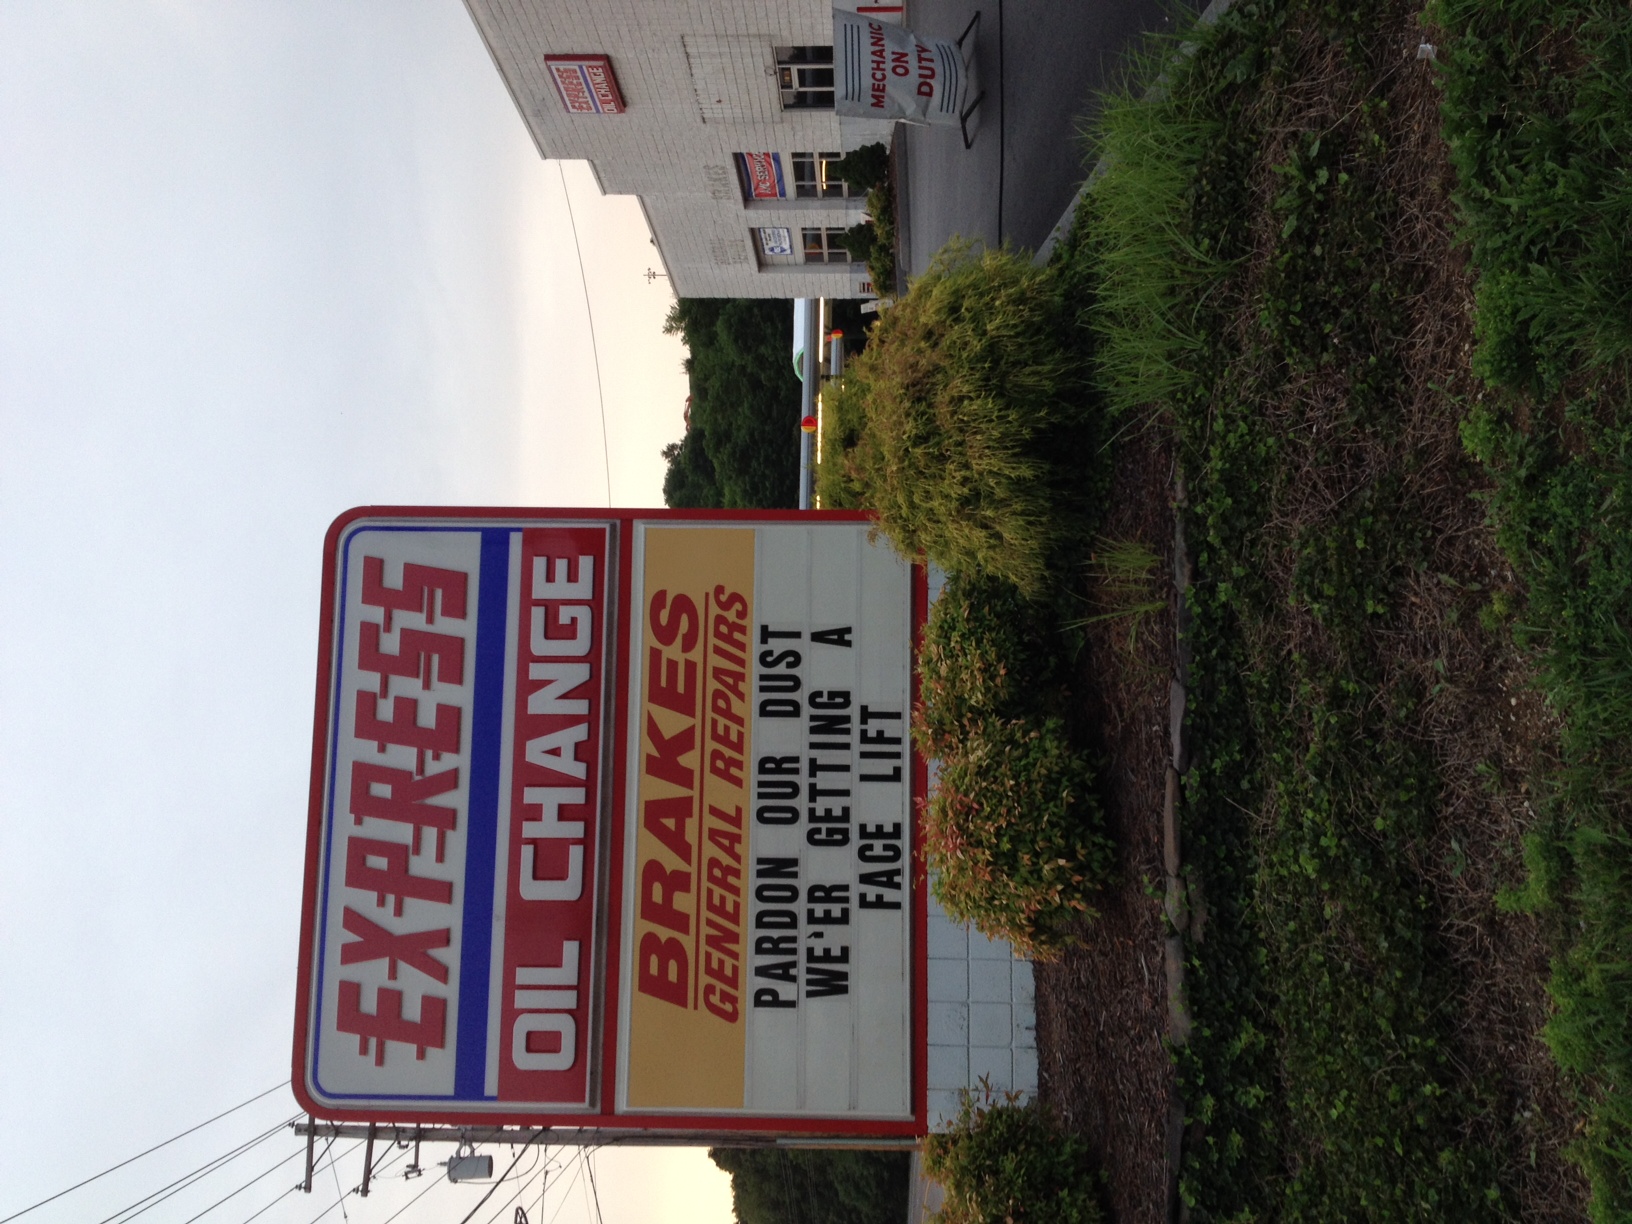 EXPRESS
OIL CHANGE
BRAKES
GENERAL REPAIRS
PARDON OUR DUST
WE'ER GETTING A
FACE LIFT
EXPRESS
OIL CHANGE
MECHANIC
ON
DUTY
BRAKES